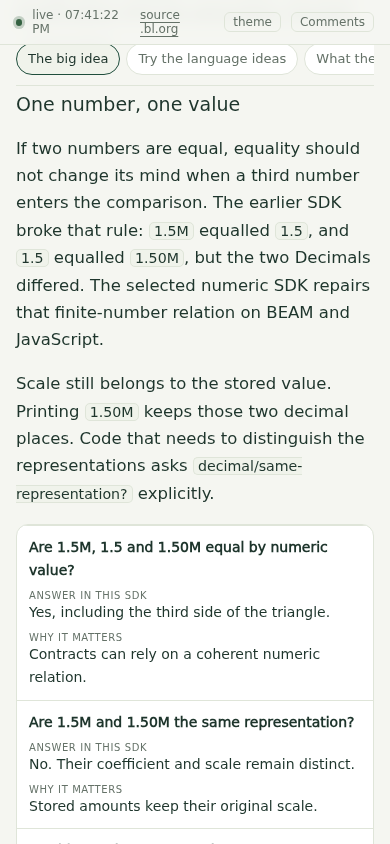 live · 07:41:22
PM
source
.bl.org
theme
Comments
The big idea
Try the language ideas
What the
One number, one value
If two numbers are equal, equality should
not change its mind when a third number
enters the comparison. The earlier SDK
broke that rule: 1.5M equalled 1.5, and
1.5 equalled 1.50M, but the two Decimals
differed. The selected numeric SDK repairs
that finite-number relation on BEAM and
JavaScript.
Scale still belongs to the stored value.
Printing 1.50M keeps those two decimal
places. Code that needs to distinguish the
representations asks decimal/same-
representation? explicitly.
Are 1.5M, 1.5 and 1.50M equal by numeric
value?
ANSWER IN THIS SDK
Yes, including the third side of the triangle.
WHY IT MATTERS
Contracts can rely on a coherent numeric
relation.
Are 1.5M and 1.50M the same representation?
ANSWER IN THIS SDK
No. Their coefficient and scale remain distinct.
WHY IT MATTERS
Stored amounts keep their original scale.